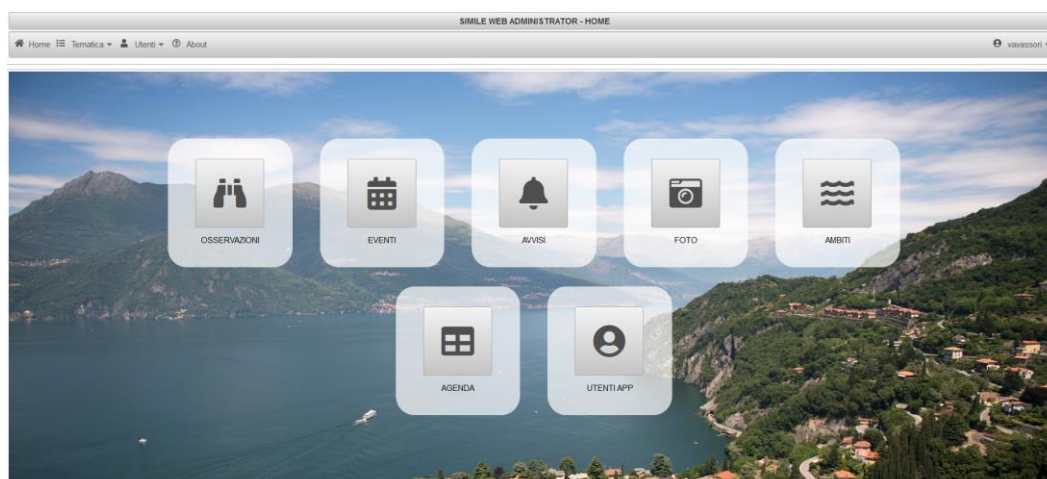 SIMILE WEB ADMINISTRATOR - HOME
Home Tematica Utenti About vavassori
OSSERVAZIONI EVENTI AVVISI FOTO AMBITI
AGENDA UTENTI APP